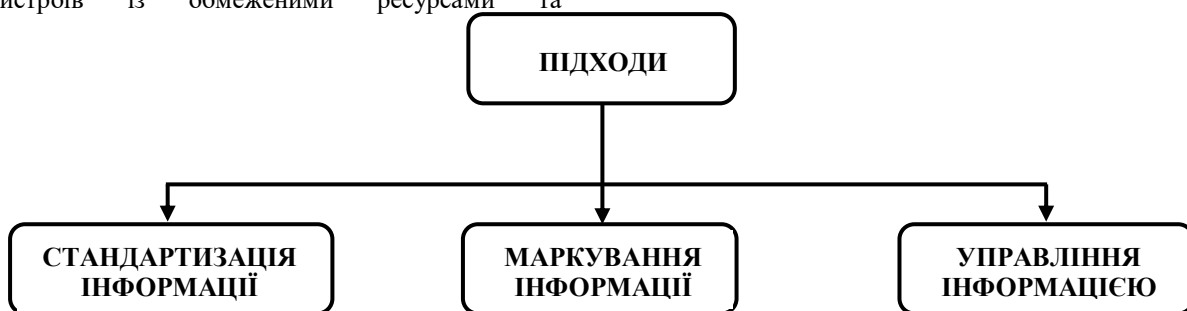 із обмеженими ресурсами та
ПІДХОДИ
СТАНДАРТИЗАЦІЯ
ІНФОРМАЦІЇ
МАРКУВАННЯ
ІНФОРМАЦІЇ
УПРАВЛІННЯ
ІНФОРМАЦІЄЮ